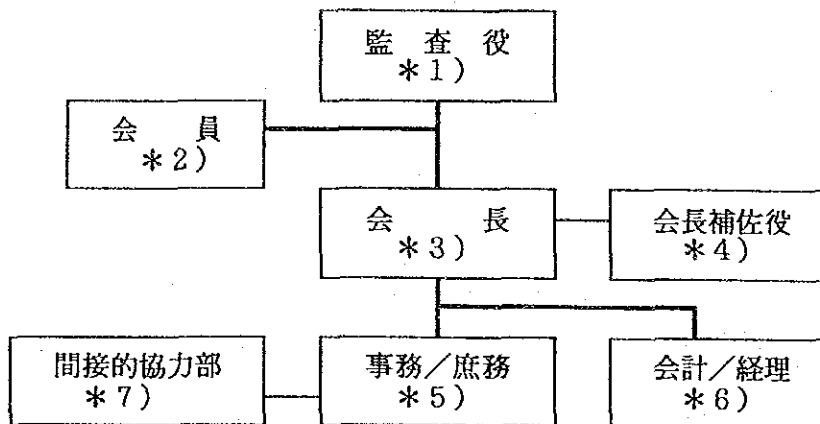 監 査 役
*1)
会 員
*2)
会 長
*3)
会長補佐役
*4)
間接的協力部
*7)
事務/庶務
*5)
会計/経理
*6)